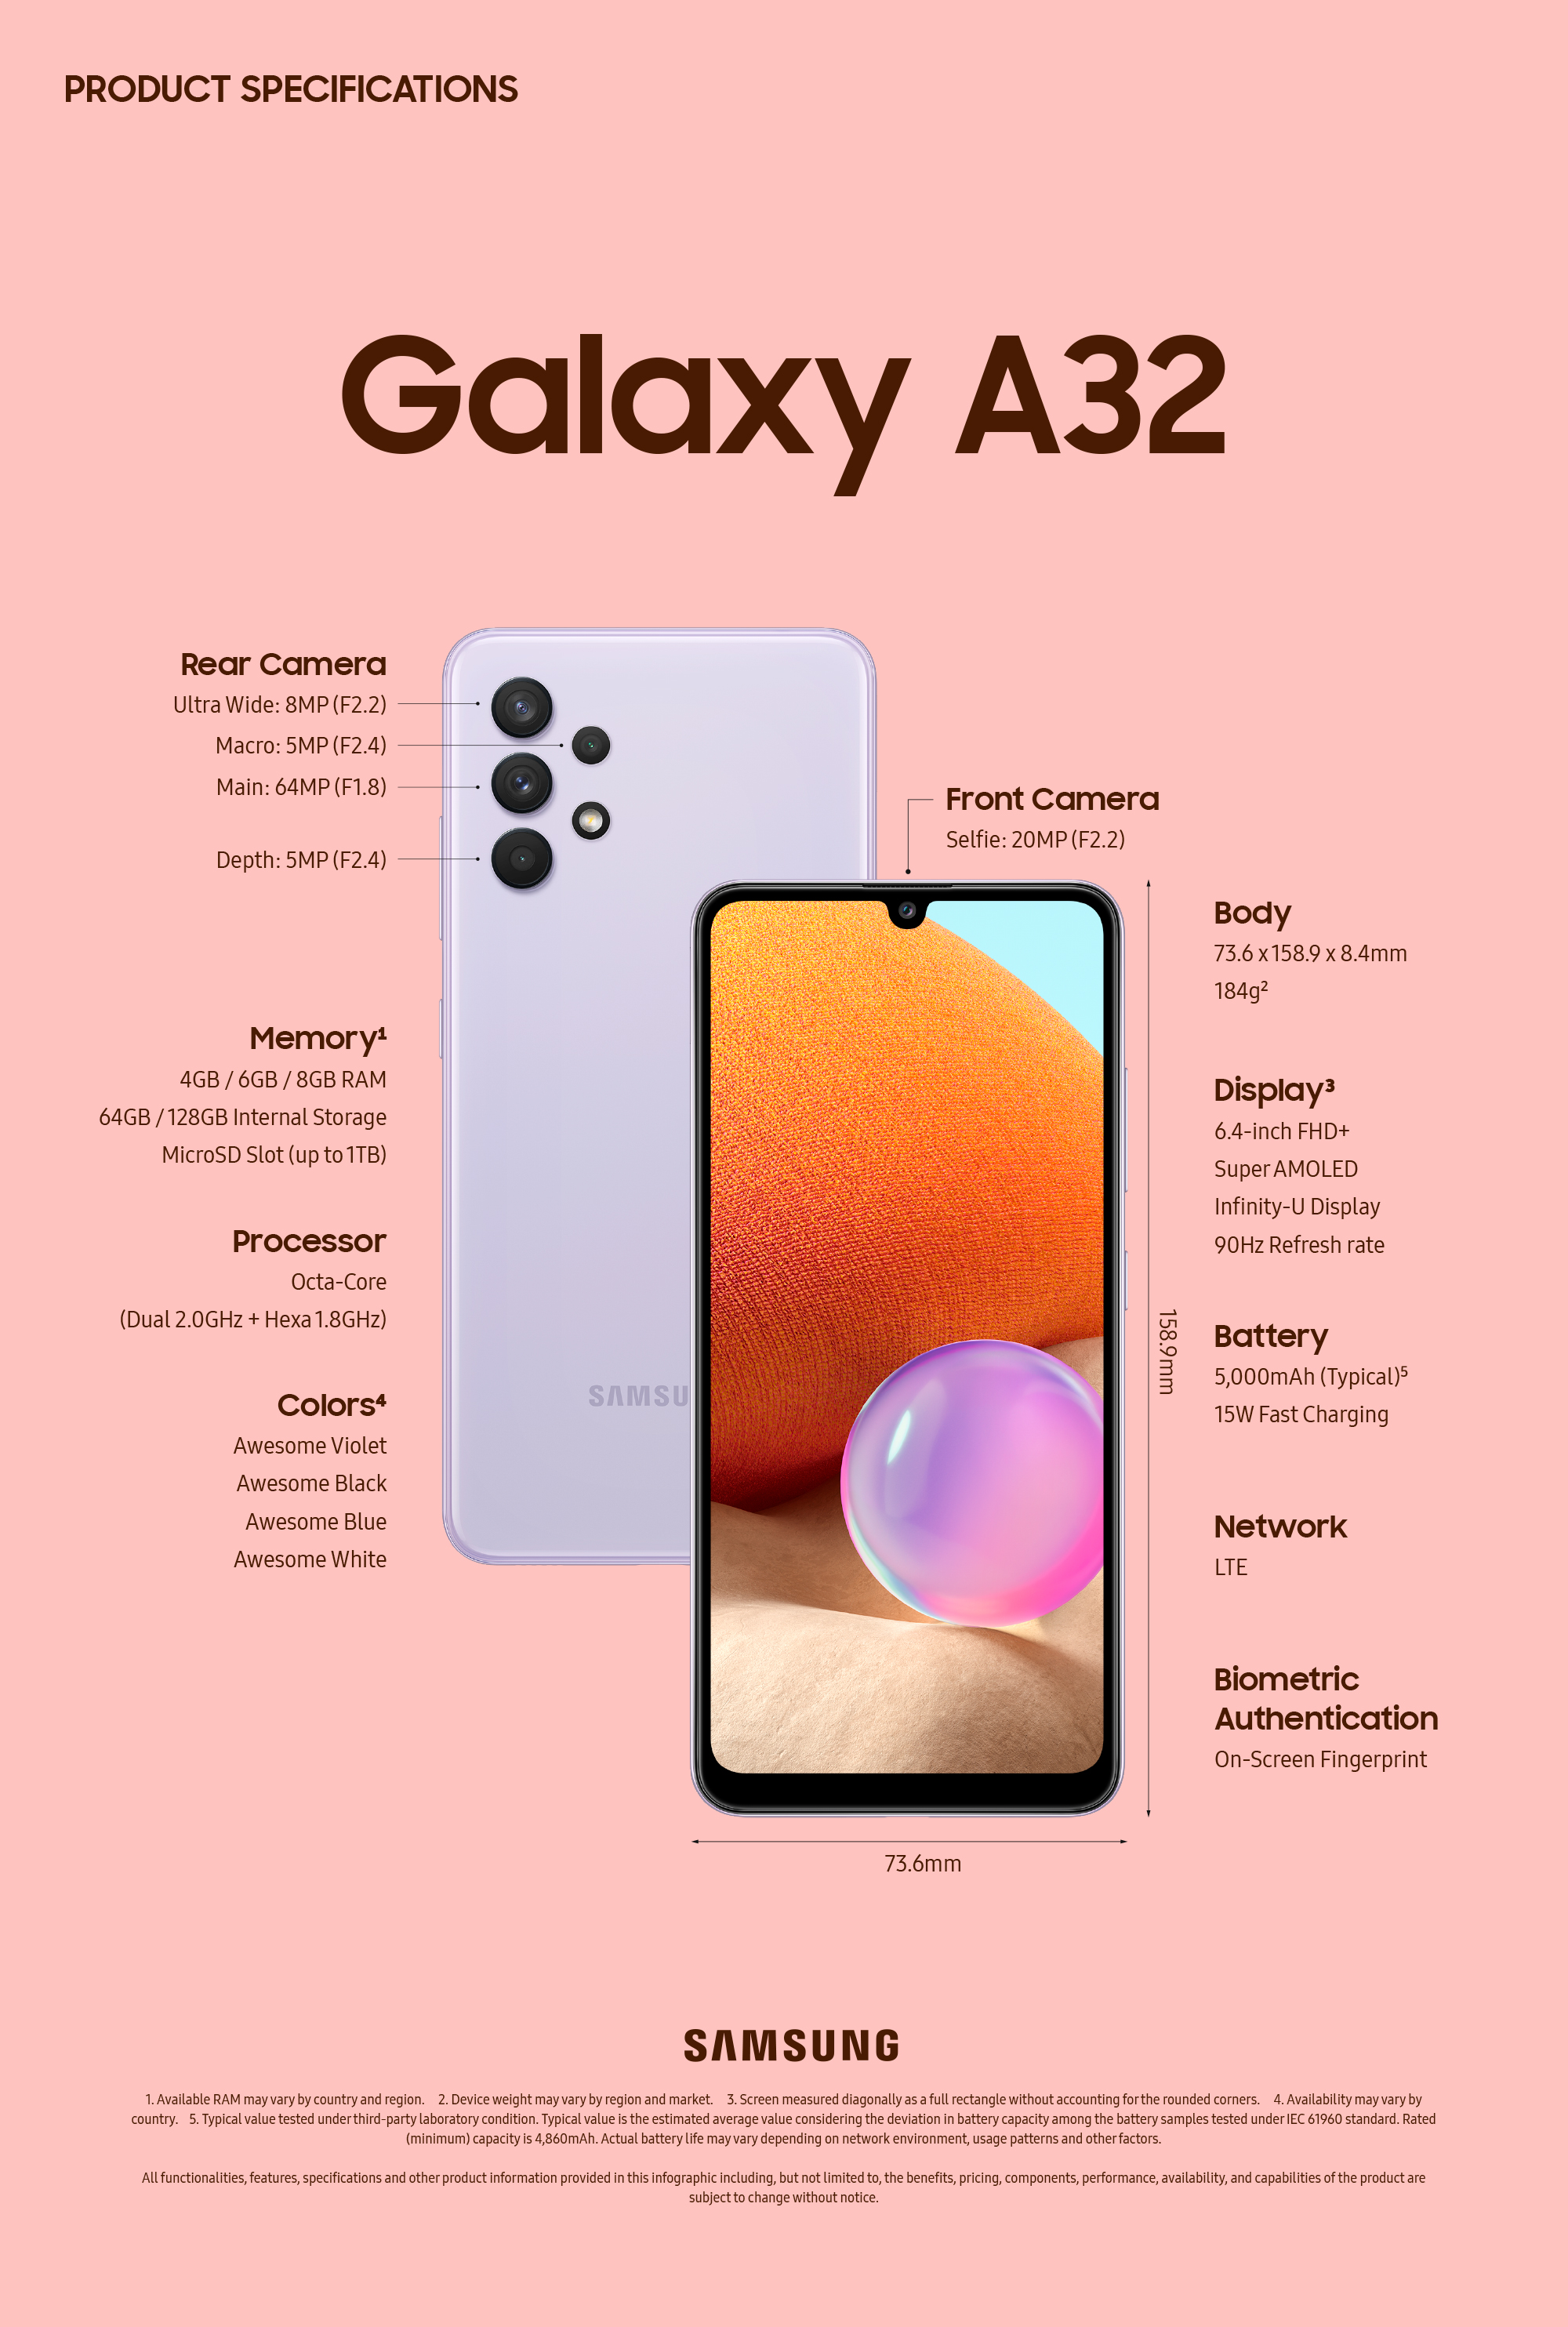 PRODUCT SPECIFICATIONS
Galaxy A32
Rear Camera
Ultra Wide: 8MP (F2.2)
Macro: 5MP (F2.4)
Main: 64MP (F1.8)
Depth: 5MP (F2.4)
Front Camera
Selfie: 20MP (F2.2)
Memory¹
4GB / 6GB / 8GB RAM
64GB / 128GB Internal Storage
MicroSD Slot (up to 1TB)
Processor
Octa-Core
(Dual 2.0GHz + Hexa 1.8GHz)
Colors⁴
Awesome Violet
Awesome Black
Awesome Blue
Awesome White
SAMSU
Body
73.6 x 158.9 x 8.4mm
184g²
Display³
6.4-inch FHD+
Super AMOLED
Infinity-U Display
90Hz Refresh rate
158.9mm
Battery
5,000mAh (Typical)⁵
15W Fast Charging
Network
LTE
Biometric
Authentication
On-Screen Fingerprint
73.6mm
SAMSUNG
1. Available RAM may vary by country and region. 2. Device weight may vary by region and market. 3. Screen measured diagonally as a full rectangle without accounting for the rounded corners. 4. Availability may vary by
country. 5. Typical value tested under third-party laboratory condition. Typical value is the estimated average value considering the deviation in battery capacity among the battery samples tested under IEC 61960 standard. Rated
(minimum) capacity is 4,860mAh. Actual battery life may vary depending on network environment, usage patterns and other factors.
All functionalities, features, specifications and other product information provided in this infographic including, but not limited to, the benefits, pricing, components, performance, availability, and capabilities of the product are
subject to change without notice.